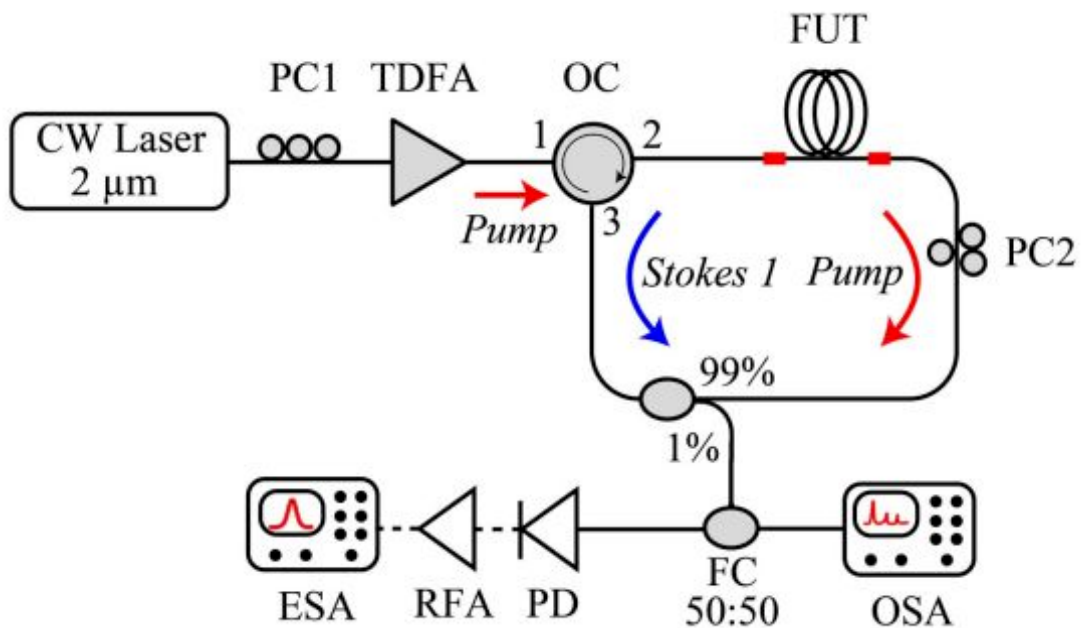 FUT
PC1
TDFA
OC
CW Laser
2 µm
1
2
3
Pump
Stokes 1
Pump
PC2
99%
1%
ESA
RFA
PD
FC
50:50
OSA